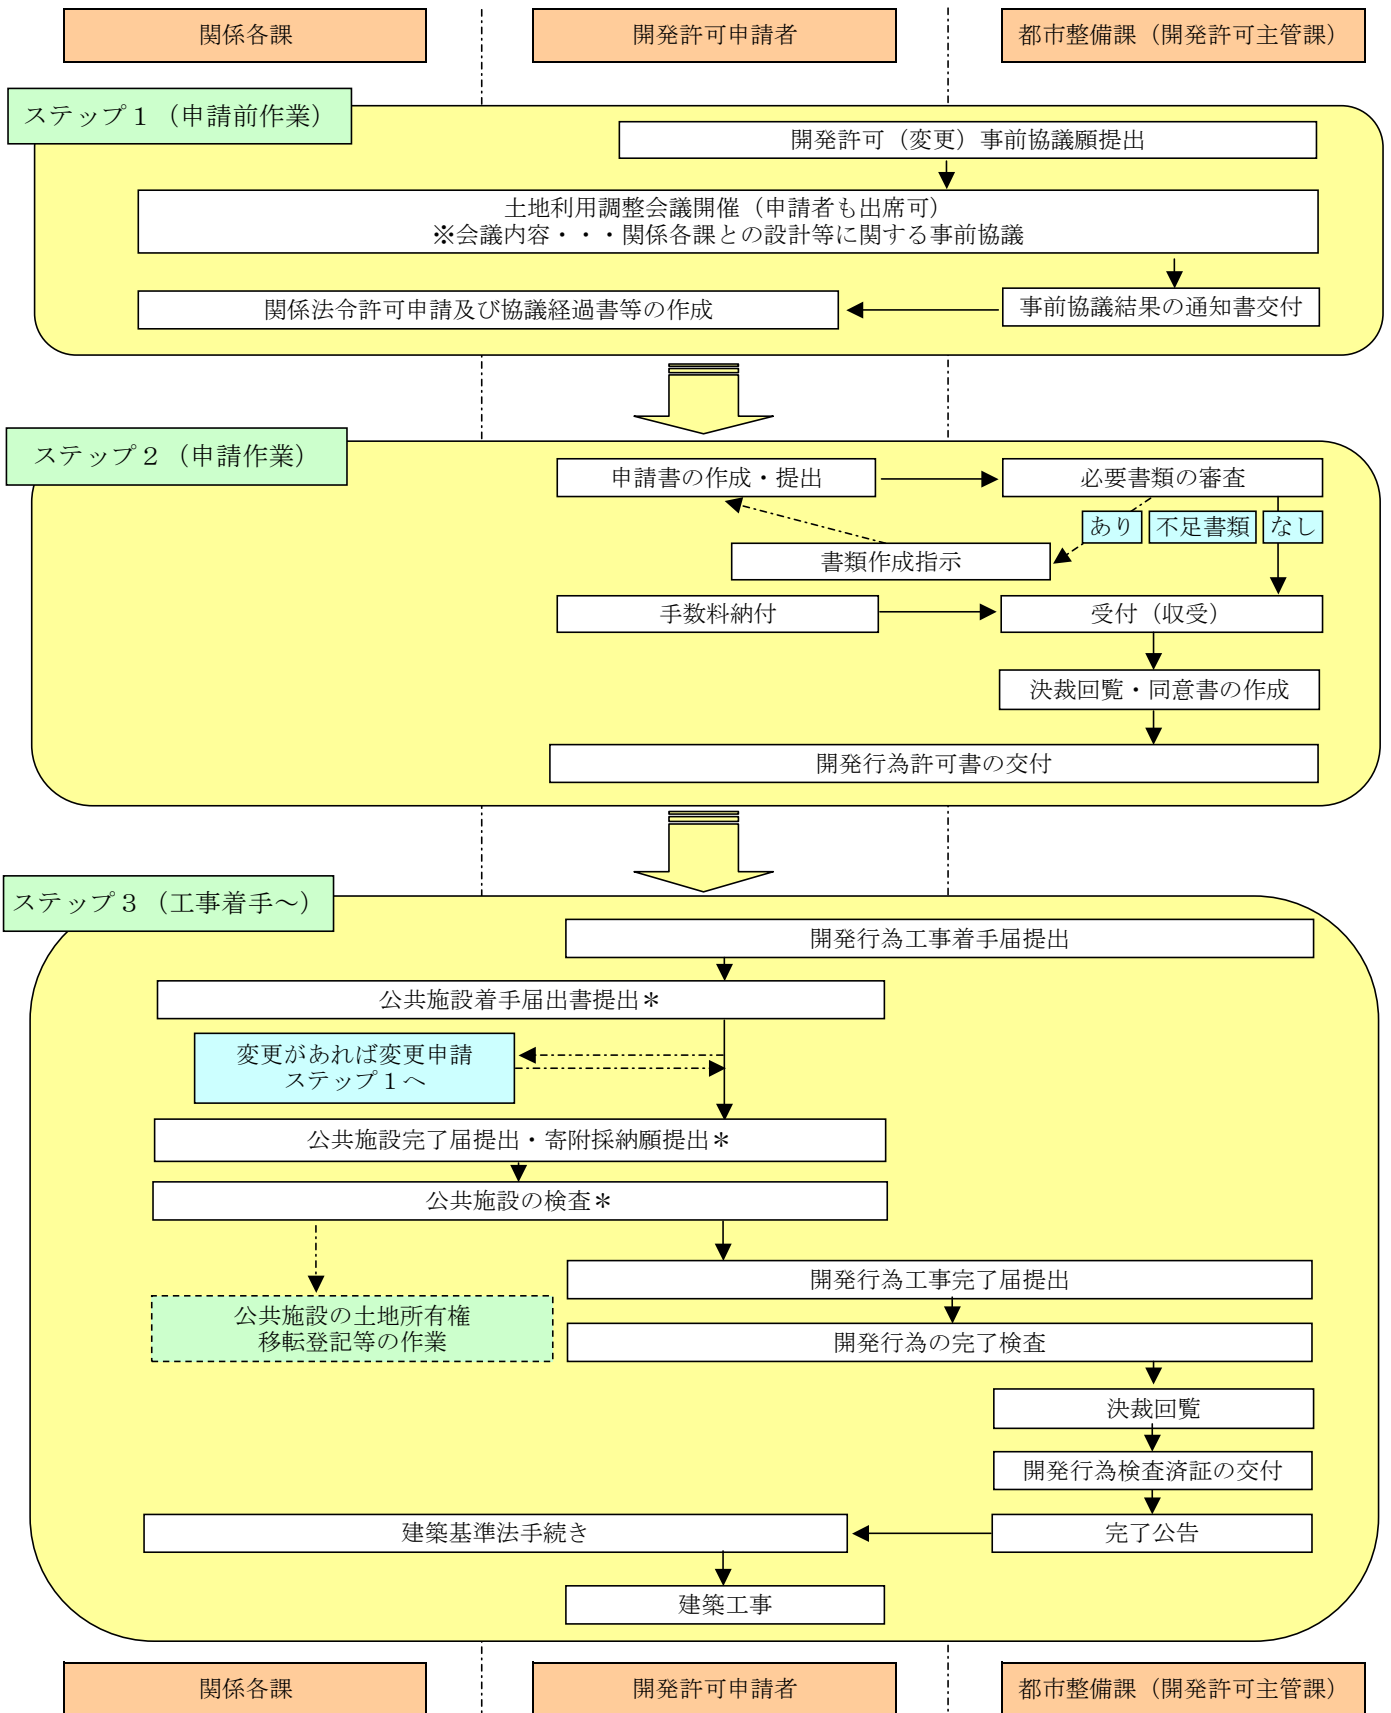 関係各課
開発許可申請者
都市整備課（開発許可主管課）
ステップ１（申請前作業）
開発許可（変更）事前協議願提出
土地利用調整会議開催（申請者も出席可）
※会議内容・・・関係各課との設計等に関する事前協議
関係法令許可申請及び協議経過書等の作成
事前協議結果の通知書交付
ステップ２（申請作業）
申請書の作成・提出
必要書類の審査
あり
不足書類
なし
書類作成指示
手数料納付
受付（収受）
決裁回覧・同意書の作成
開発行為許可書の交付
ステップ３（工事着手～）
開発行為工事着手届提出
公共施設着手届出書提出＊
変更があれば変更申請
ステップ１へ
公共施設完了届提出・寄附採納願提出＊
公共施設の検査＊
開発行為工事完了届提出
公共施設の土地所有権
移転登記等の作業
開発行為の完了検査
決裁回覧
開発行為検査済証の交付
建築基準法手続き
完了公告
建築工事
関係各課
開発許可申請者
都市整備課（開発許可主管課）